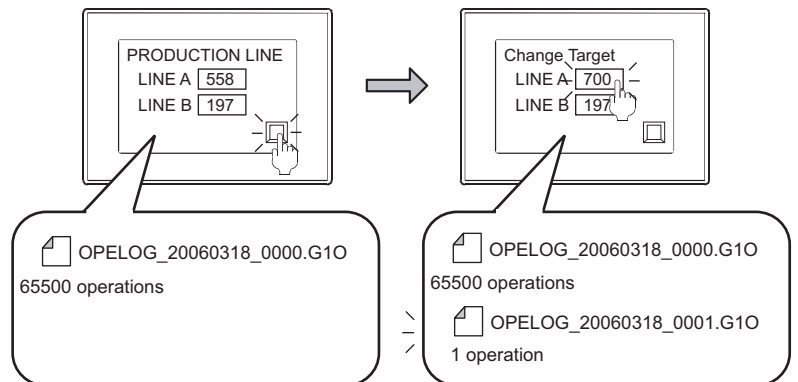 PRODUCTION LINE
LINE A 558
LINE B 197
OPELOG_20060318_0000.G1O
65500 operations
Change Target
LINE A 700
LINE B 197
OPELOG_20060318_0000.G1O
65500 operations
OPELOG_20060318_0001.G1O
1 operation